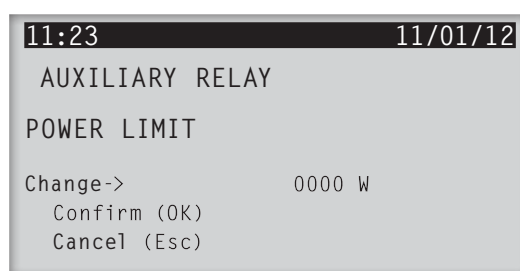 11:23 11/01/12
AUXILIARY RELAY
POWER LIMIT
Change-> 0000 W
Confirm (OK)
Cancel (Esc)